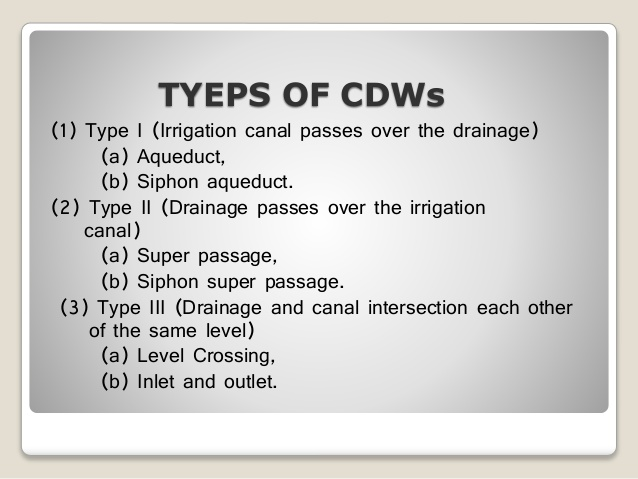 TYEPS OF CDWs
(1) Type I (Irrigation canal passes over the drainage)
(a) Aqueduct,
(b) Siphon aqueduct.
(2) Type II (Drainage passes over the irrigation
canal)
(a) Super passage,
(b) Siphon super passage.
(3) Type III (Drainage and canal intersection each other
of the same level)
(a) Level Crossing,
(b) Inlet and outlet.